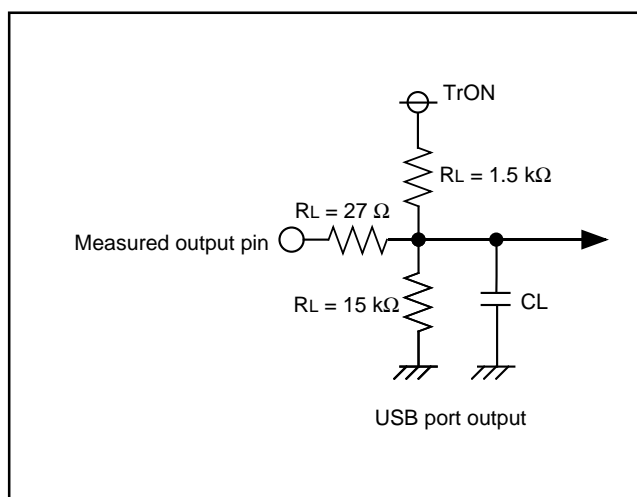 TrON
RL = 1.5 kΩ
RL = 27 Ω
Measured output pin
RL = 15 kΩ
CL
USB port output